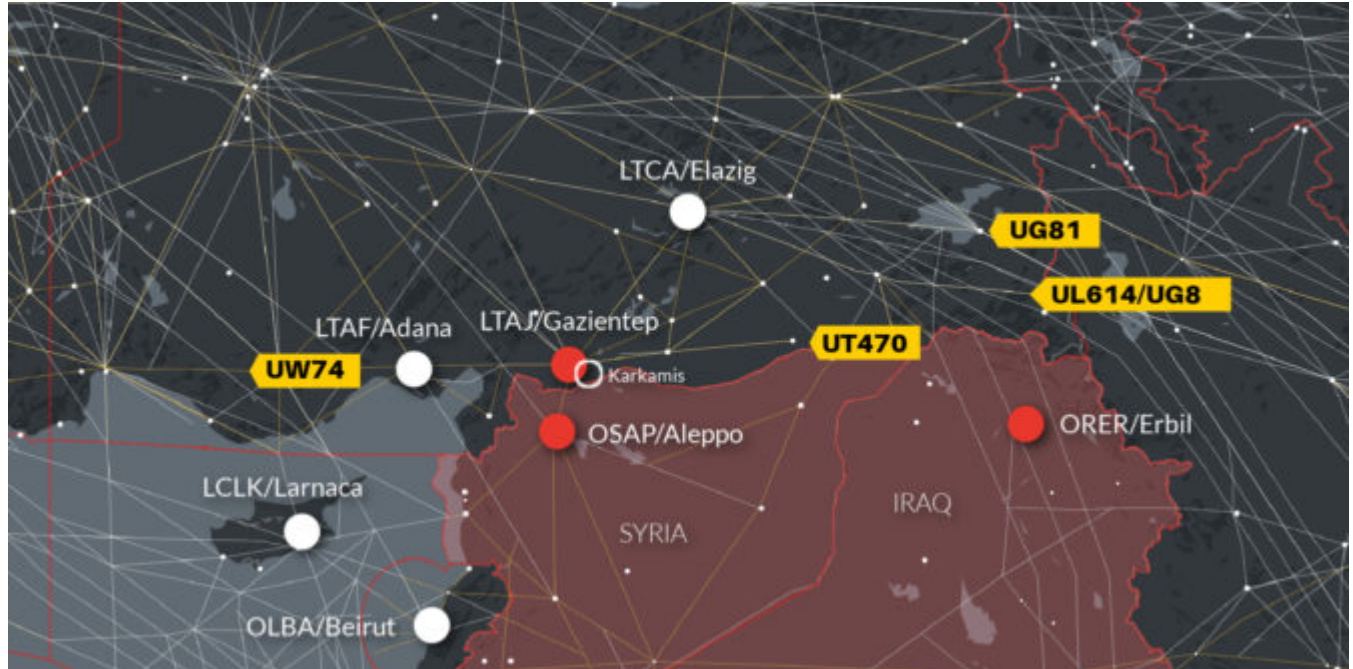 LTCA/Elazig
UG81
UL614/UG8
LTAF/Adana
LTAJ/Gazientep
UT470
UW74
Karkamis
OSAP/Aleppo
ORER/Erbil
LCLK/Larnaca
IRAQ
SYRIA
OLBA/Beirut